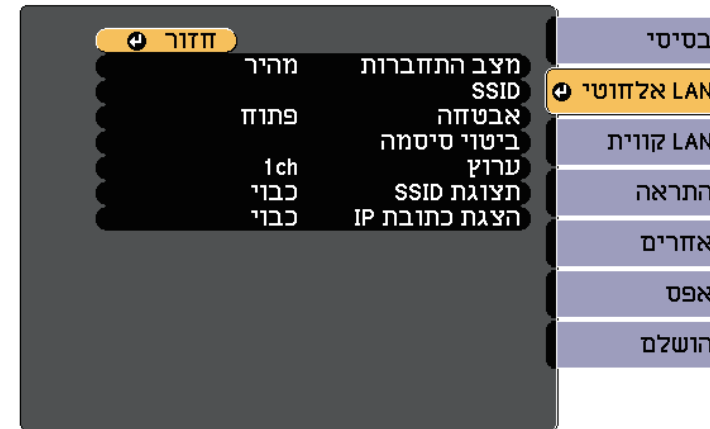 בסיסי
LAN אלחוטי
LAN קווית
התראה
אחרים
אפס
הושלם
חזור
מצב התחברות מהיר
SSID
אבטחה פתוח
ביטוי סיסמה
ערוץ 1ch
תצוגת SSID כבוי
הצגת כתובת IP כבוי